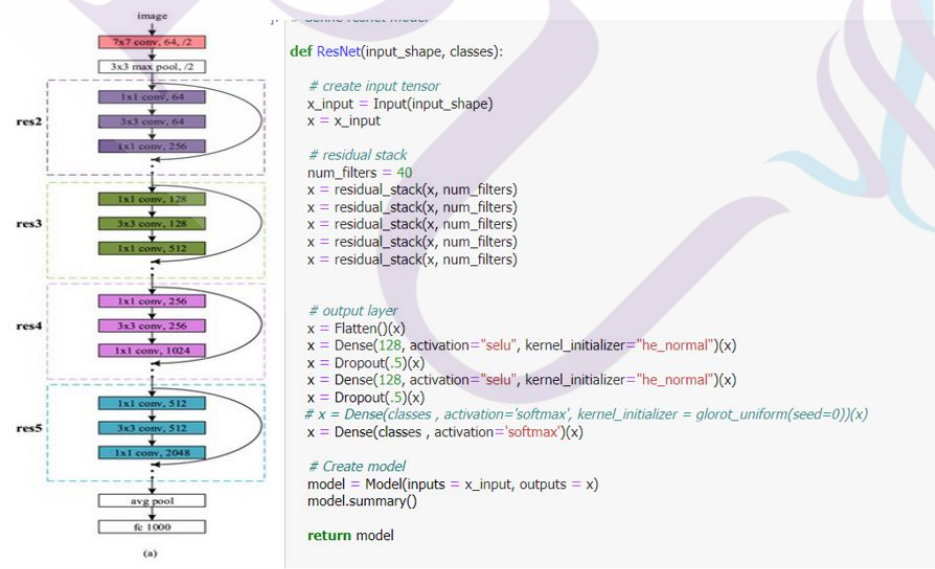 image
7x7 conv, 64, /2
3x3 max pool, /2
res2
1x1 conv, 64
3x3 conv, 64
1x1 conv, 256
res3
1x1 conv, 128
3x3 conv, 128
1x1 conv, 512
res4
1x1 conv, 256
3x3 conv, 256
1x1 conv, 1024
res5
1x1 conv, 512
3x3 conv, 512
1x1 conv, 2048
avg pool
fc 1000
(a)
def ResNet(input_shape, classes):
# create input tensor
x_input = Input(input_shape)
x = x_input
# residual stack
num_filters = 40
x = residual_stack(x, num_filters)
x = residual_stack(x, num_filters)
x = residual_stack(x, num_filters)
x = residual_stack(x, num_filters)
x = residual_stack(x, num_filters)
# output layer
x = Flatten()(x)
x = Dense(128, activation="selu", kernel_initializer="he_normal")(x)
x = Dropout(.5)(x)
x = Dense(128, activation="selu", kernel_initializer="he_normal")(x)
x = Dropout(.5)(x)
# x = Dense(classes , activation='softmax', kernel_initializer = glorot_uniform(seed=0))(x)
x = Dense(classes , activation='softmax')(x)
# Create model
model = Model(inputs = x_input, outputs = x)
model.summary()
return model